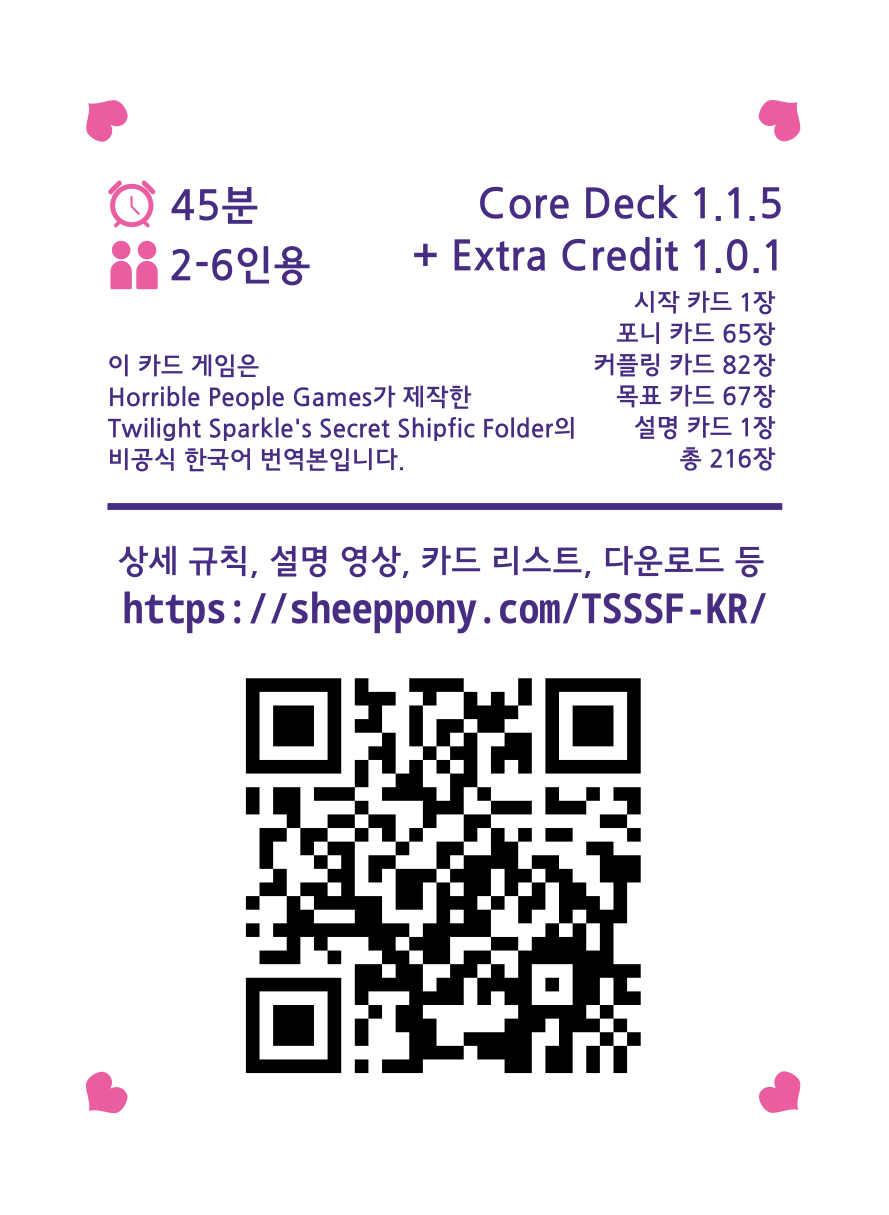 45분
2-6인용
Core Deck 1.1.5
+ Extra Credit 1.0.1
시작 카드 1장
포니 카드 65장
커플링 카드 82장
목표 카드 67장
설명 카드 1장
총 216장
이 카드 게임은
Horrible People Games가 제작한
Twilight Sparkle's Secret Shipfic Folder의
비공식 한국어 번역본입니다.
상세 규칙, 설명 영상, 카드 리스트, 다운로드 등
https://sheeppony.com/TSSSF-KR/